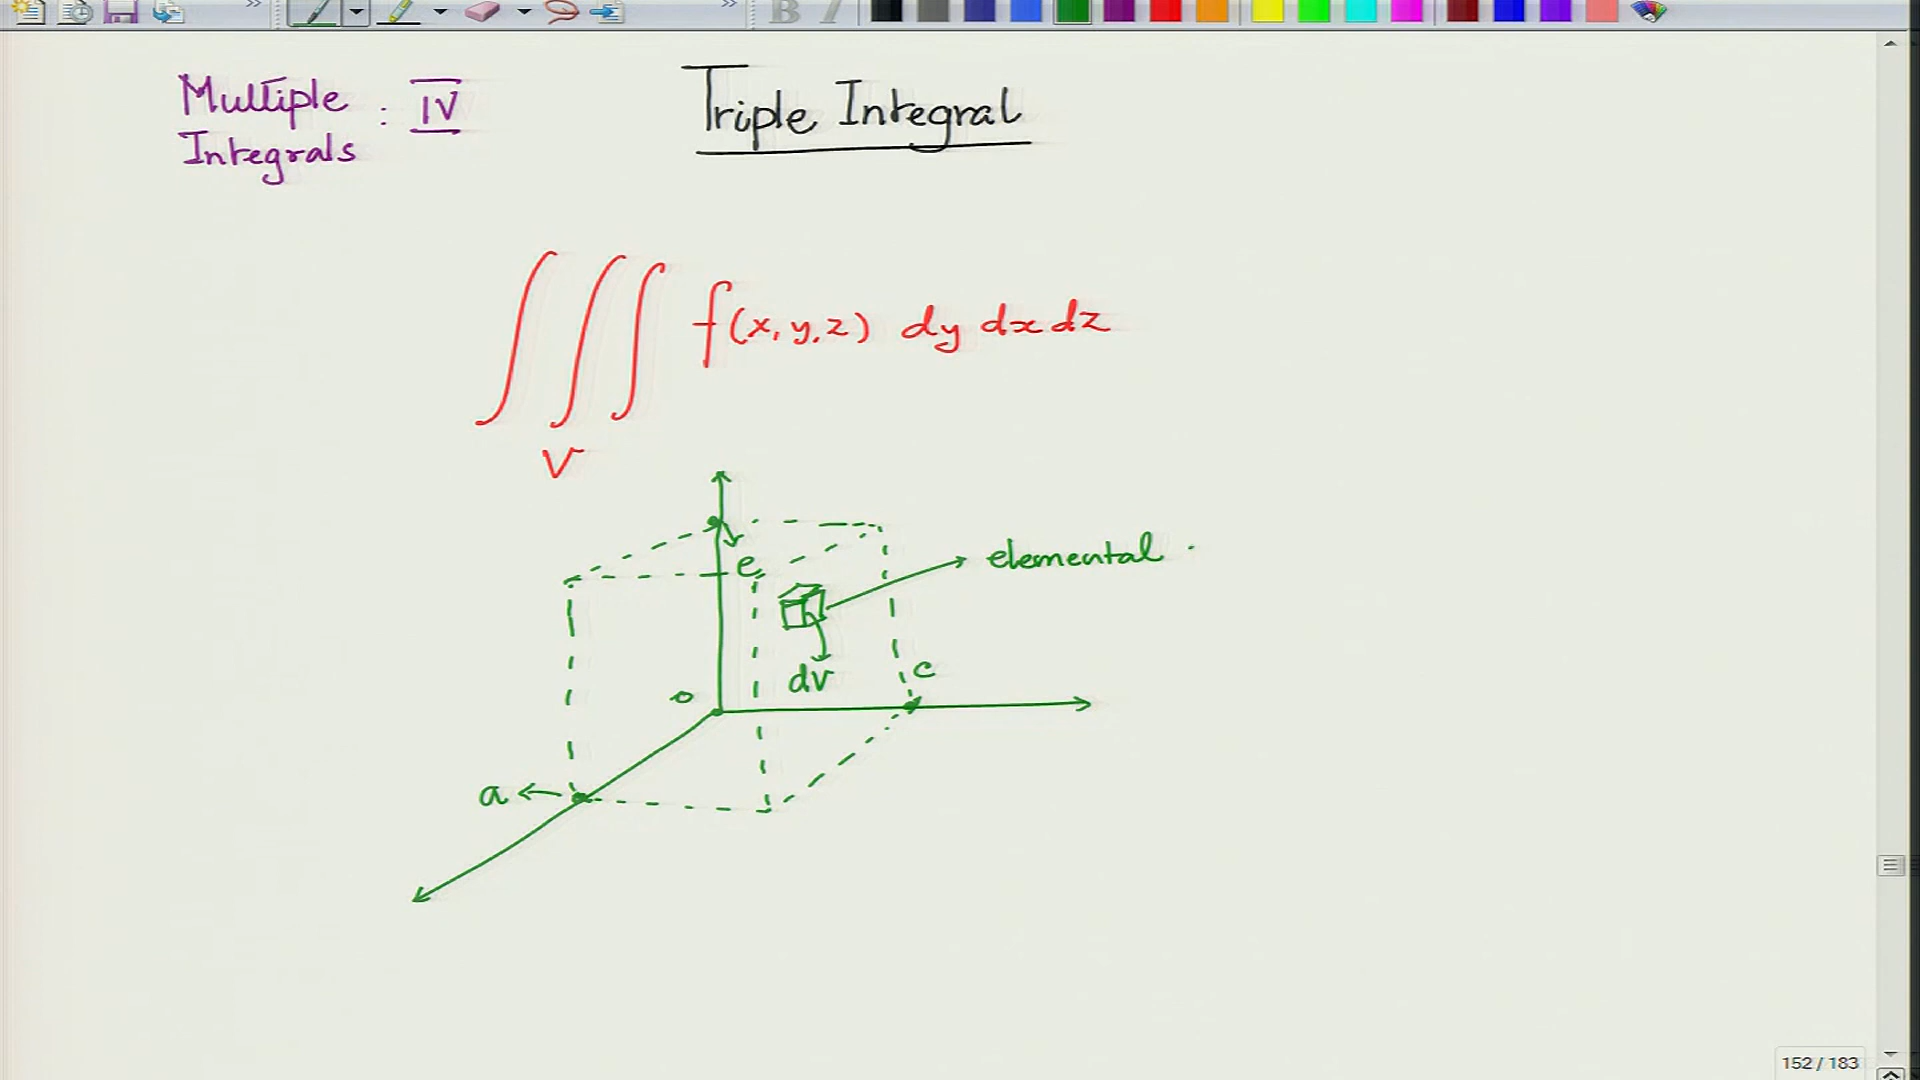 Multiple
Integrals : IV
Triple Integral
∫∫∫ f(x,y,z) dy dx dz
V
e
elemental
dv
c
o
a
152 / 183